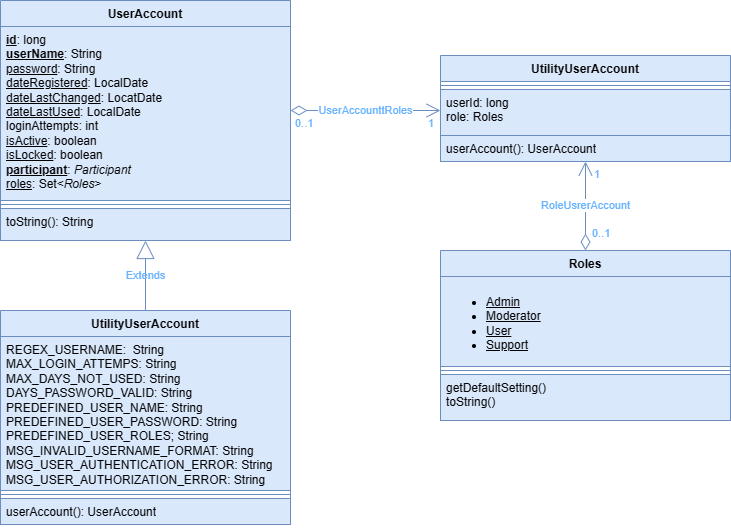 UserAccount
id: long
userName: String
password: String
dateRegistered: LocalDate
dateLastChanged: LocatDate
dateLastUsed: LocalDate
loginAttempts: int
isActive: boolean
isLocked: boolean
participant: Participant
roles: Set<Roles>
toString(): String
UserAccounttRoles
0..1
1
UtilityUserAccount
userId: long
role: Roles
userAccount(): UserAccount
1
RoleUsrerAccount
0..1
Roles
Admin
Moderator
User
Support
getDefaultSetting()
toString()
Extends
UtilityUserAccount
REGEX_USERNAME: String
MAX_LOGIN_ATTEMPS: String
MAX_DAYS_NOT_USED: String
DAYS_PASSWORD_VALID: String
PREDEFINED_USER_NAME: String
PREDEFINED_USER_PASSWORD: String
PREDEFINED_USER_ROLES; String
MSG_INVALID_USERNAME_FORMAT: String
MSG_USER_AUTHENTICATION_ERROR: String
MSG_USER_AUTHORIZATION_ERROR: String
userAccount(): UserAccount